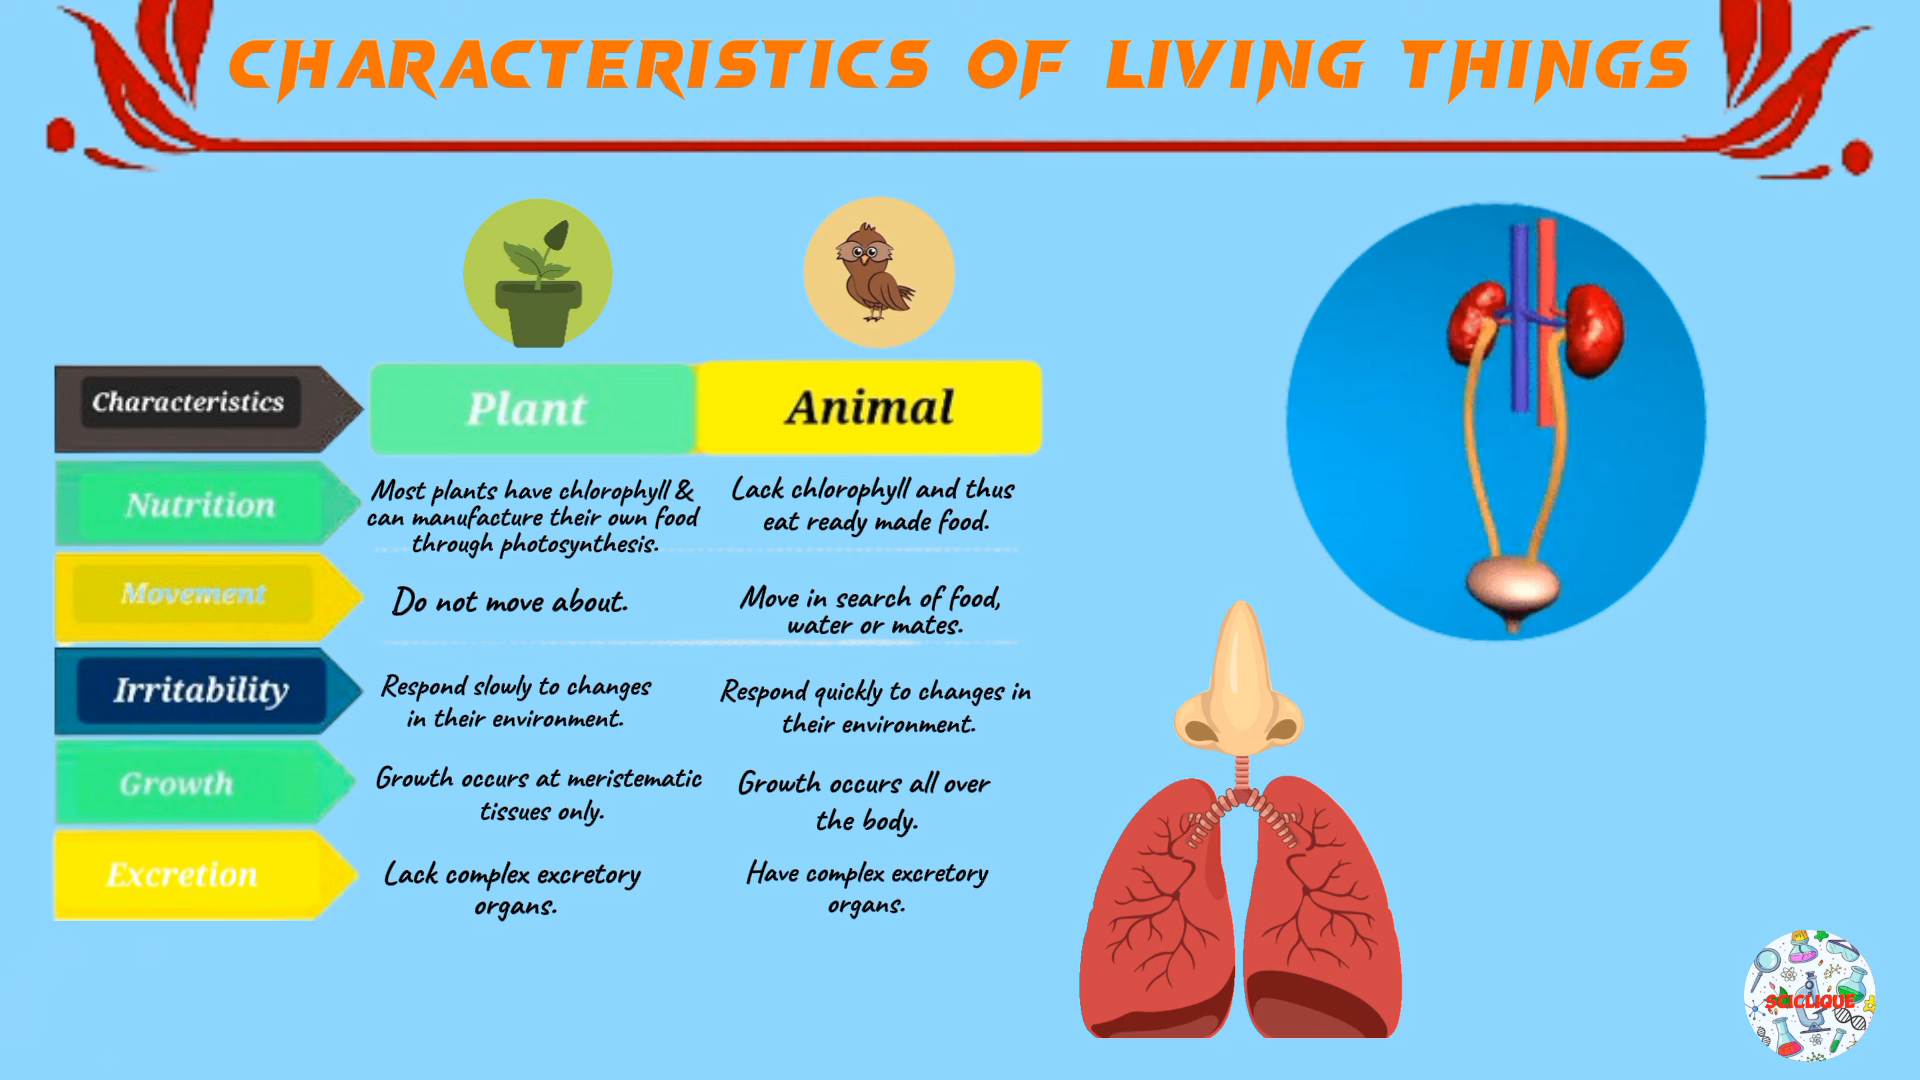 CHARACTERISTICS OF LIVING THINGS
Characteristics
Plant
Animal
Nutrition
Most plants have chlorophyll &
can manufacture their own food
through photosynthesis.
Lack chlorophyll and thus
eat ready made food.
Movement
Do not move about.
Move in search of food,
water or mates.
Irritability
Respond slowly to changes
in their environment.
Respond quickly to changes in
their environment.
Growth
Growth occurs at meristematic
tissues only.
Growth occurs all over
the body.
Excretion
Lack complex excretory
organs.
Have complex excretory
organs.
SCICLIQUE